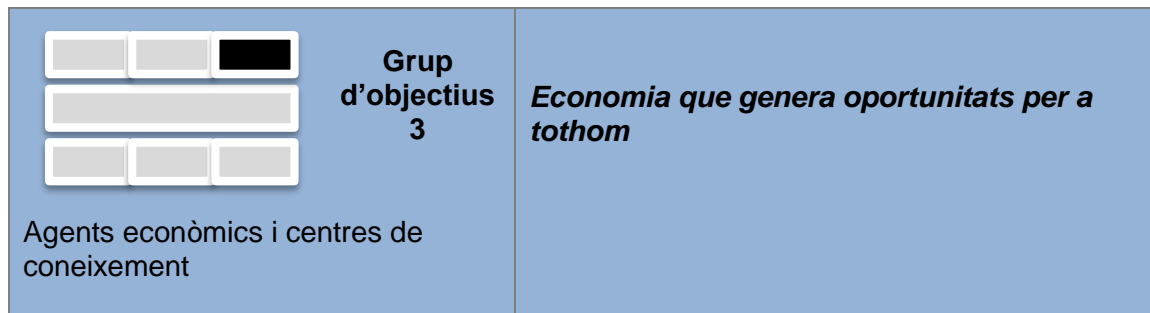 Grup
d’objectius
3
Economia que genera oportunitats per a
tothom
Agents econòmics i centres de
coneixement